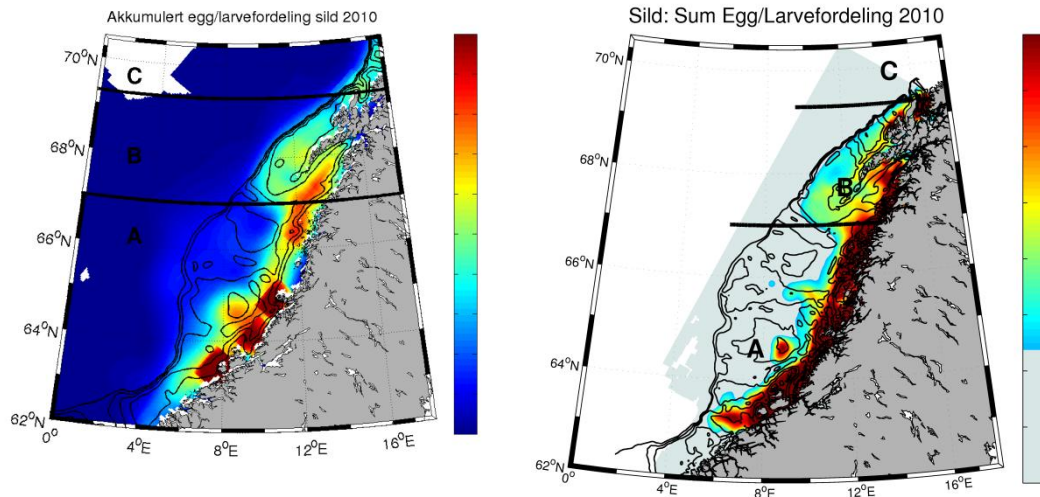 Akkumulert egg/larvefordeling sild 2010
70°N
C
B
68°N
66°N
A
64°N
62°N
0°
4°E
8°E
12°E
16°E
Sild: Sum Egg/Larvefordeling 2010
70°N
C
68°N
B
66°N
A
64°N
62°N
0°
4°E
8°E
12°E
16°E